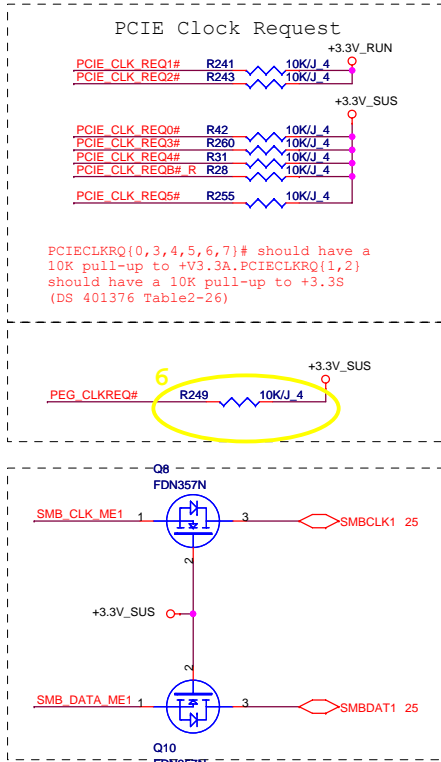 PCIE Clock Request
+3.3V_RUN
PCIE_CLK_REQ1# R241 10K/J_4
PCIE_CLK_REQ2# R243 10K/J_4
+3.3V_SUS
PCIE_CLK_REQ0# R42 10K/J_4
PCIE_CLK_REQ3# R260 10K/J_4
PCIE_CLK_REQ4# R31 10K/J_4
PCIE_CLK_REQB#_R R28 10K/J_4
PCIE_CLK_REQ5# R255 10K/J_4
PCIECLKRQ{0,3,4,5,6,7}# should have a
10K pull-up to +V3.3A.PCIECLKRQ{1,2}
should have a 10K pull-up to +3.3S
(DS 401376 Table2-26)
+3.3V_SUS
6
PEG_CLKREQ# R249 10K/J_4
Q8
FDN357N
SMB_CLK_ME1 1 3 SMBCLK1 25
2
+3.3V_SUS
2
SMB_DATA_ME1 1 3 SMBDAT1 25
Q10